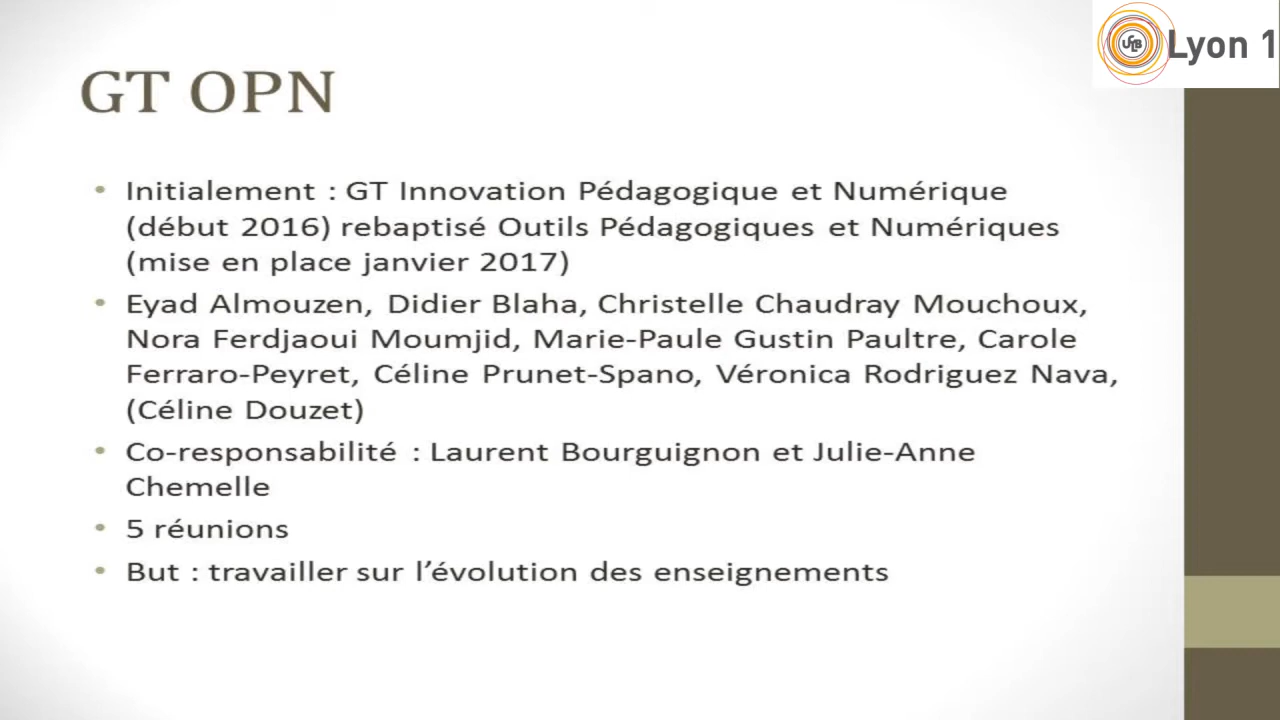 UCLB Lyon 1
GT OPN
• Initialement : GT Innovation Pédagogique et Numérique
(début 2016) rebaptisé Outils Pédagogiques et Numériques
(mise en place janvier 2017)
• Eyad Almouzen, Didier Blaha, Christelle Chaudray Mouchoux,
Nora Ferdjaoui Moumjid, Marie-Paule Gustin Paultre, Carole
Ferraro-Peyret, Céline Prunet-Spano, Véronica Rodriguez Nava,
(Céline Douzet)
• Co-responsabilité : Laurent Bourguignon et Julie-Anne
Chemelle
• 5 réunions
• But : travailler sur l’évolution des enseignements